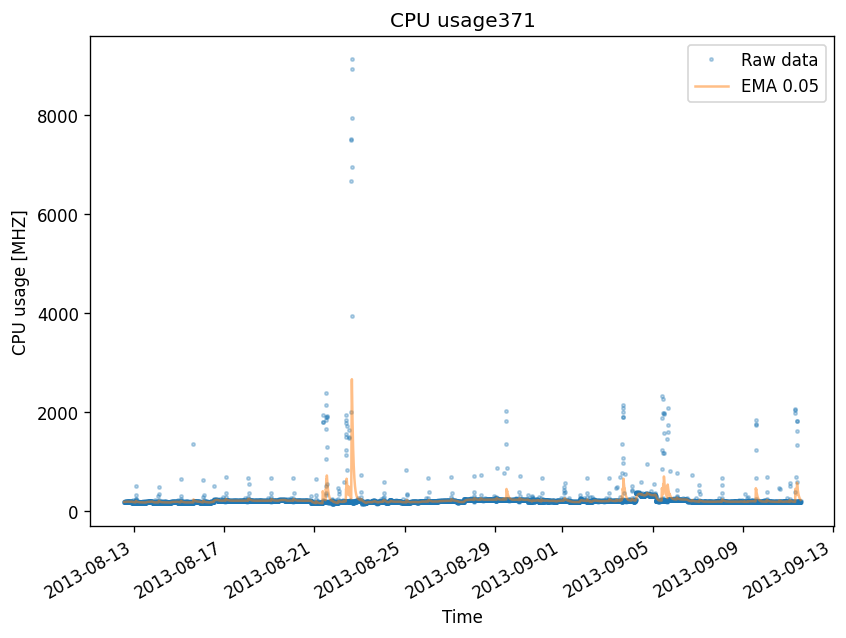 CPU usage371
Raw data
EMA 0.05
CPU usage [MHZ]
8000
6000
4000
2000
0
2013-08-13
2013-08-17
2013-08-21
2013-08-25
2013-08-29
2013-09-01
2013-09-05
2013-09-09
2013-09-13
Time